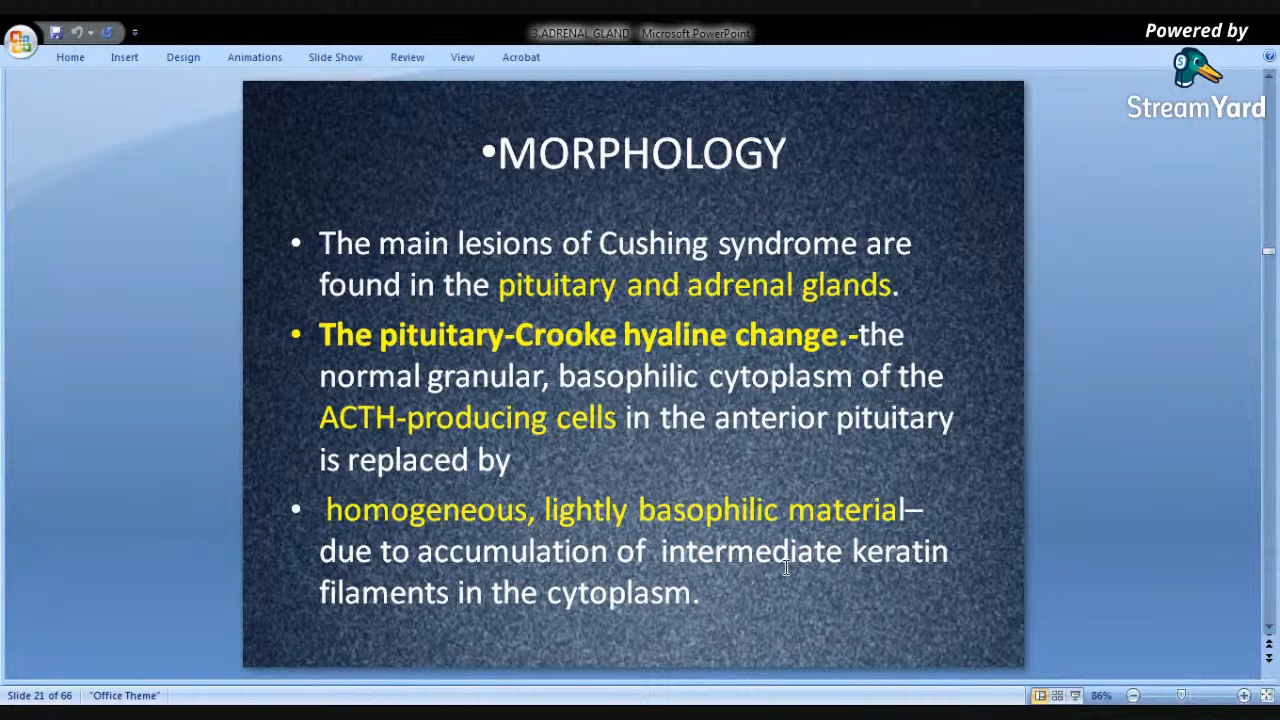 3.ADRENAL GLAND - Microsoft PowerPoint
Powered by
StreamYard
Home Insert Design Animations Slide Show Review View Acrobat
•MORPHOLOGY
• The main lesions of Cushing syndrome are
found in the pituitary and adrenal glands.
• The pituitary-Crooke hyaline change.-the
normal granular, basophilic cytoplasm of the
ACTH-producing cells in the anterior pituitary
is replaced by
• homogeneous, lightly basophilic material–
due to accumulation of intermediate keratin
filaments in the cytoplasm.
Slide 21 of 66 "Office Theme" 86%